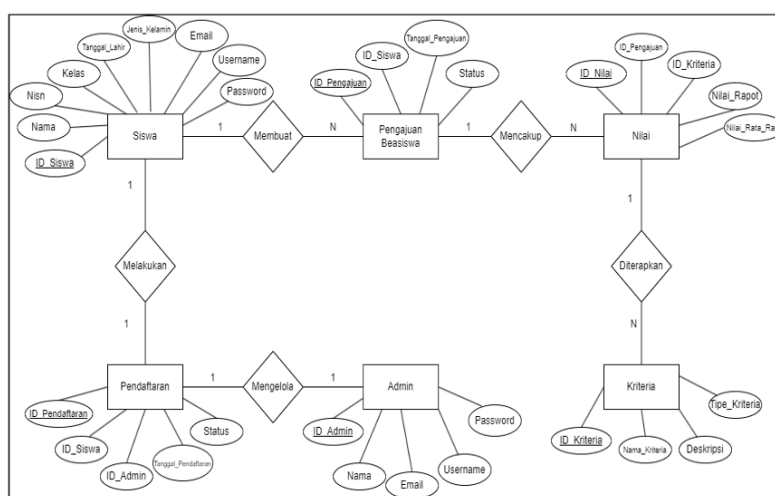 Jenis_Kelamin
Tanggal_Lahir
Email
Kelas
Username
Nisn
Password
Nama
Siswa
ID_Siswa
1
Membuat
N
Tanggal_Pengajuan
ID_Siswa
ID_Pengajuan
Status
Pengajuan
Beasiswa
1
Mencakup
N
ID_Pengajuan
ID_Nilai
ID_Kriteria
Nilai_Rapot
Nilai_Rata_Ra
Nilai
1
Melakukan
1
1
Diterapkan
N
Pendaftaran
1
Mengelola
1
Admin
Kriteria
ID_Pendaftaran
ID_Siswa
ID_Admin
Tanggal_Pendaftaran
Status
ID_Admin
Nama
Email
Username
Password
ID_Kriteria
Nama_Kriteria
Deskripsi
Tipe_Kriteria